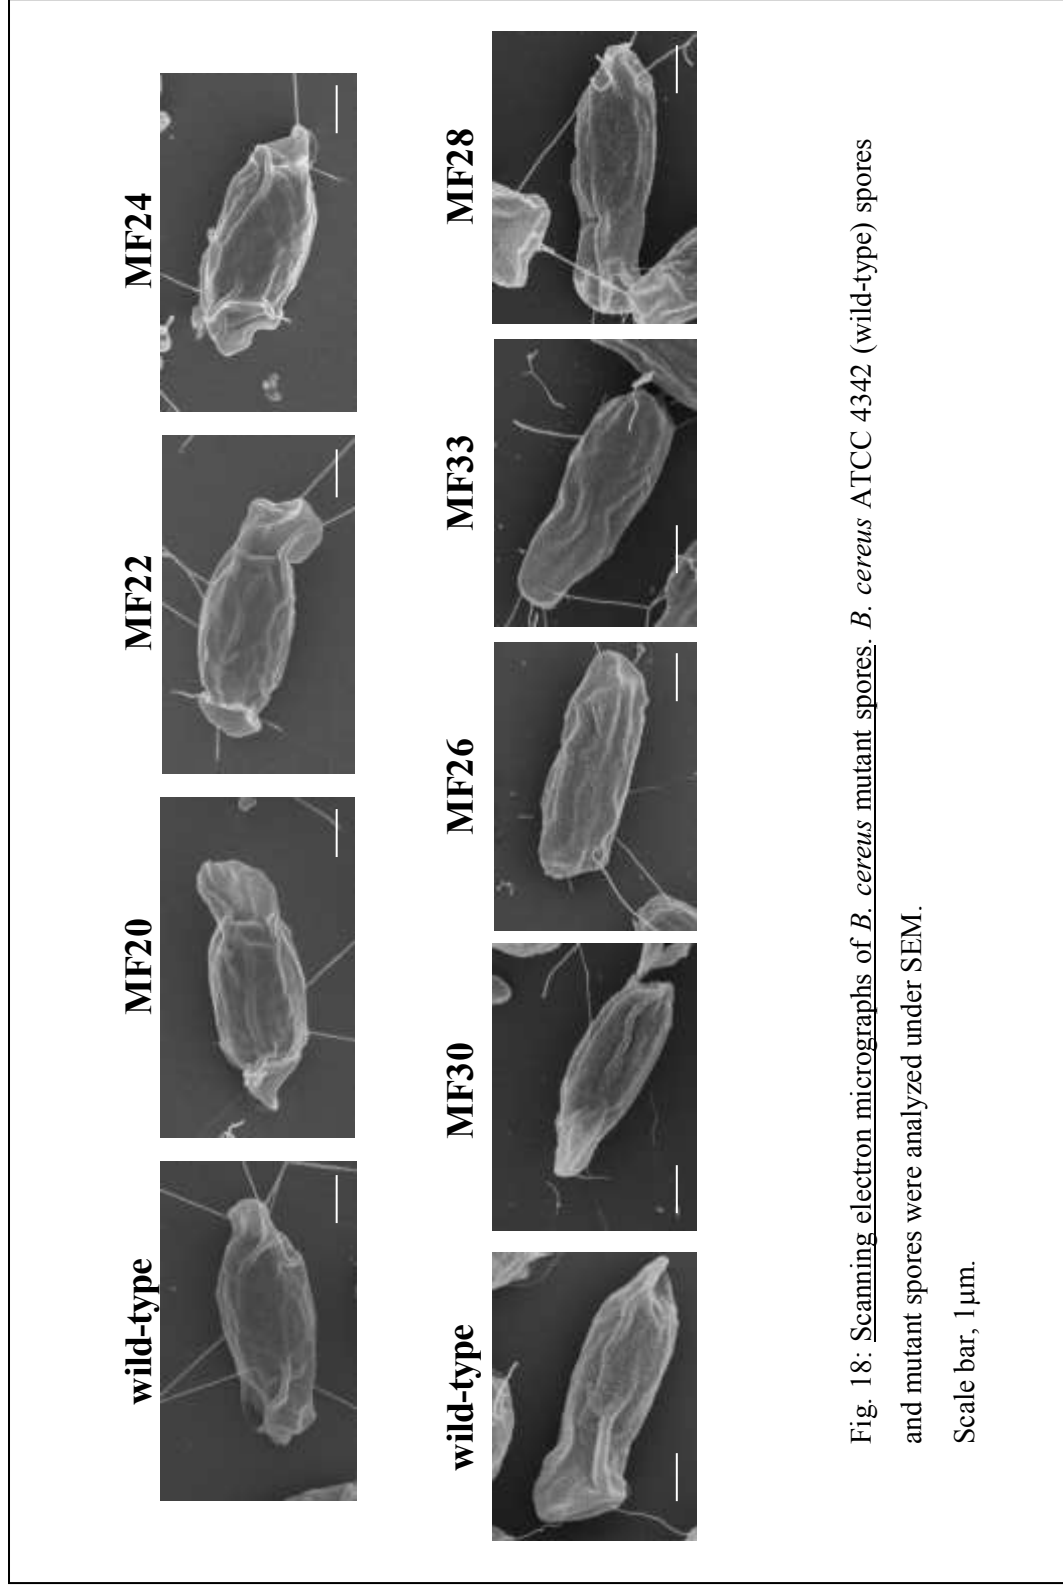 wild-type
MF20
MF22
MF24
wild-type
MF30
MF26
MF33
MF28
Fig. 18: Scanning electron micrographs of B. cereus mutant spores. B. cereus ATCC 4342 (wild-type) spores
and mutant spores were analyzed under SEM.
Scale bar, 1μm.